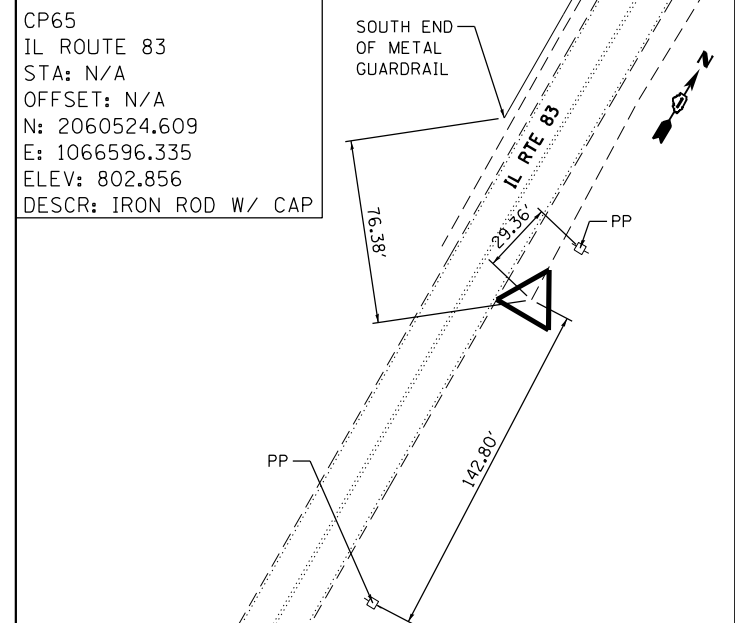 CP65
IL ROUTE 83
STA: N/A
OFFSET: N/A
N: 2060524.609
E: 1066596.335
ELEV: 802.856
DESCR: IRON ROD W/ CAP
SOUTH END
OF METAL
GUARDRAIL
N
IL RTE 83
76.38'
29.36'
PP
142.80'
PP